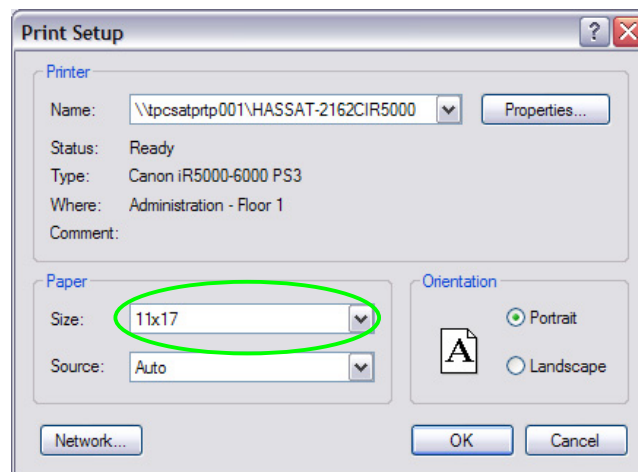 Print Setup
Printer
Name: \\tpcsatprtp001\HASSAT-2162CIR5000 Properties...
Status: Ready
Type: Canon iR5000-6000 PS3
Where: Administration - Floor 1
Comment:
Paper Orientation
Size: 11x17 Portrait
A
Source: Auto Landscape
Network... OK Cancel